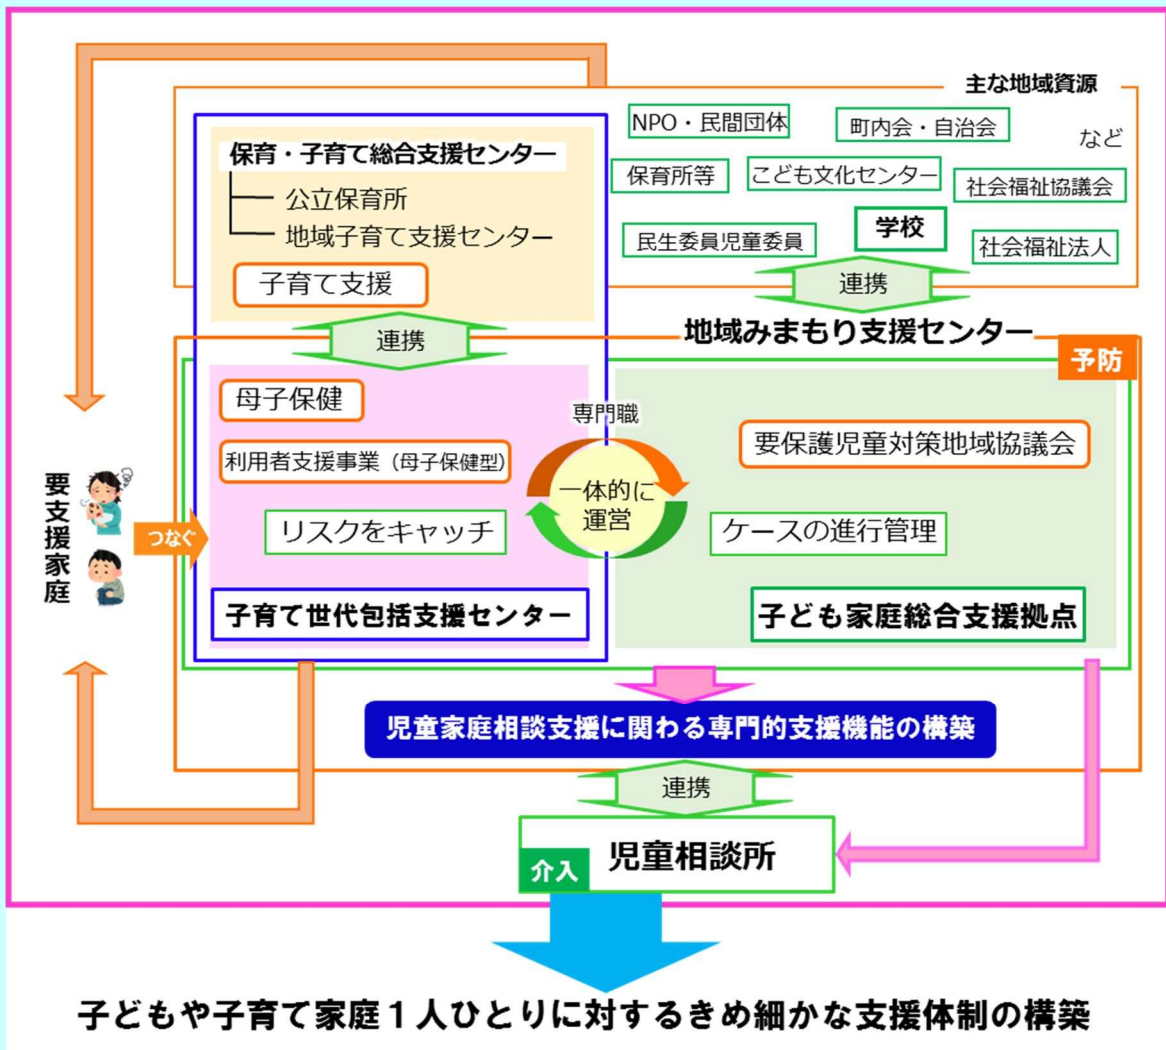 主な地域資源
保育・子育て総合支援センター
公立保育所
地域子育て支援センター
子育て支援
NPO・民間団体
町内会・自治会
など
保育所等
こども文化センター
社会福祉協議会
民生委員児童委員
学校
社会福祉法人
連携
連携
地域みまもり支援センター
予防
母子保健
利用者支援事業（母子保健型）
リスクをキャッチ
子育て世代包括支援センター
専門職
一体的に
運営
要保護児童対策地域協議会
ケースの進行管理
子ども家庭総合支援拠点
要支援家庭
つなぐ
児童家庭相談支援に関わる専門的支援機能の構築
連携
児童相談所
介入
子どもや子育て家庭１人ひとりに対するきめ細かな支援体制の構築